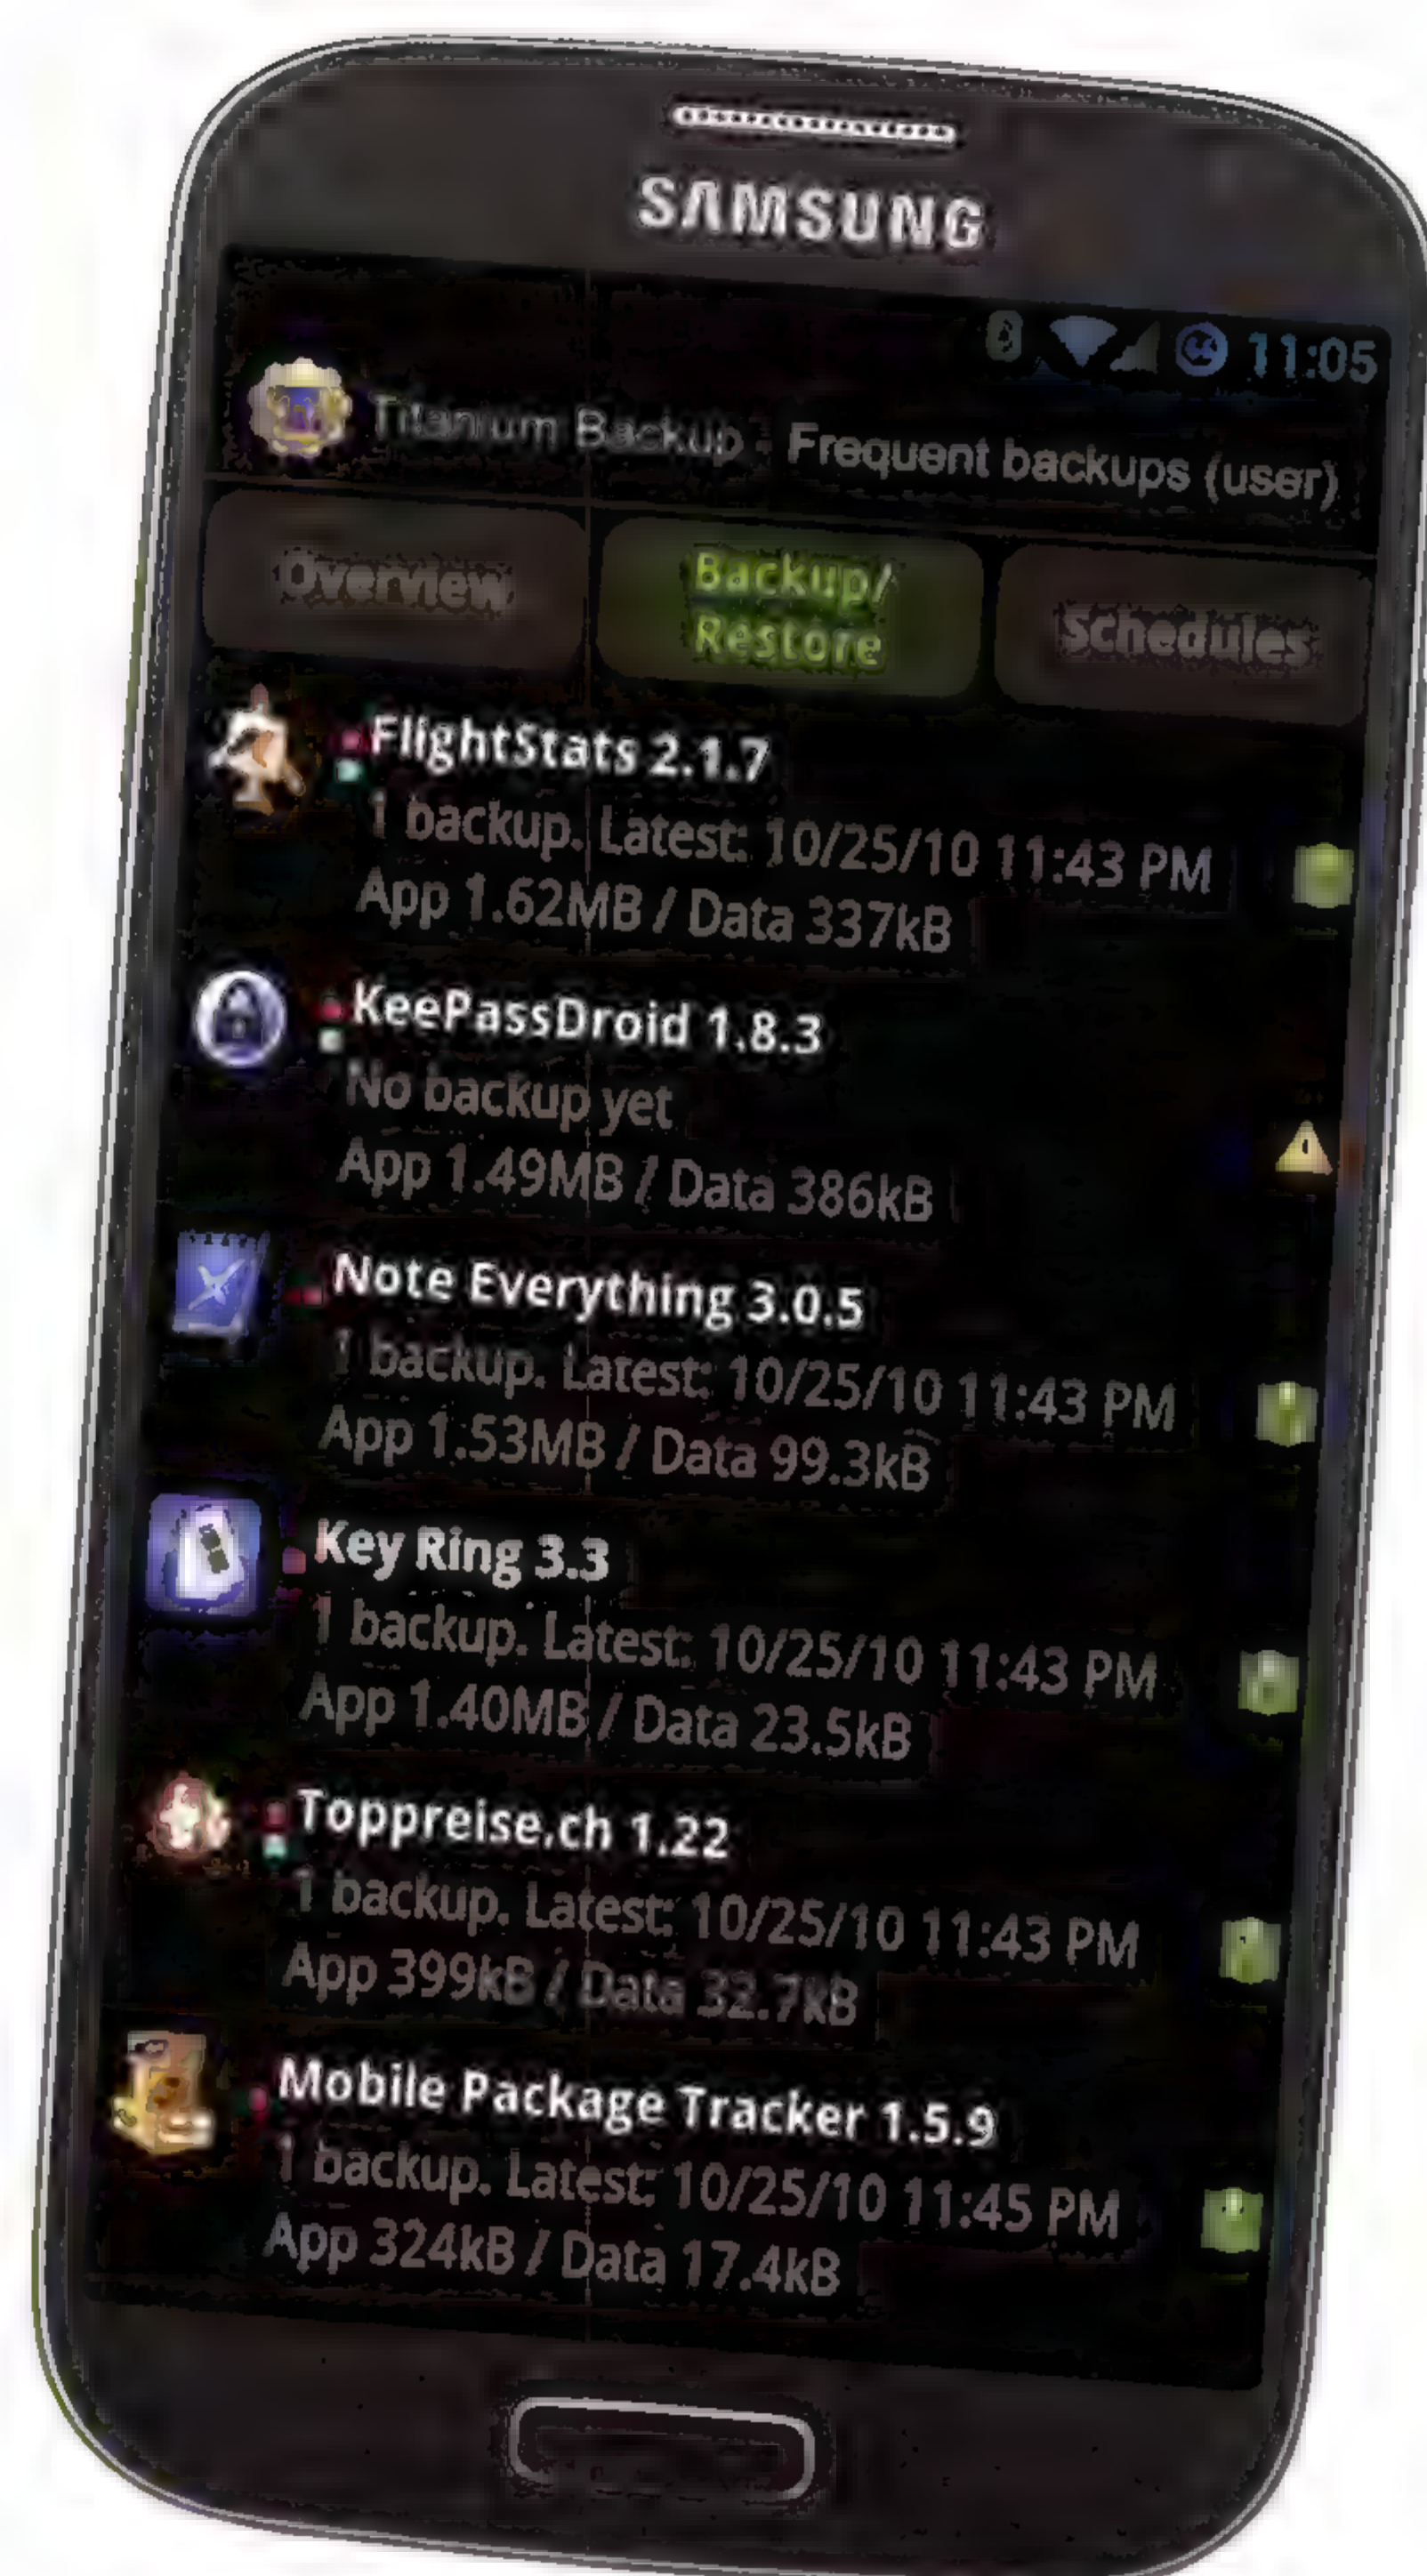 SAMSUNG
11:05
Titanium Backup - Frequent backups (user)
Overview
Backup/
Restore
Schedules
FlightStats 2.1.7
1 backup. Latest: 10/25/10 11:43 PM
App 1.62MB / Data 337kB
KeePassDroid 1.8.3
No backup yet
App 1.49MB / Data 386kB
Note Everything 3.0.5
1 backup. Latest: 10/25/10 11:43 PM
App 1.53MB / Data 99.3kB
Key Ring 3.3
1 backup. Latest: 10/25/10 11:43 PM
App 1.40MB / Data 23.5kB
Toppreise.ch 1.22
1 backup. Latest: 10/25/10 11:43 PM
App 399kB / Data 32.7kB
Mobile Package Tracker 1.5.9
1 backup. Latest: 10/25/10 11:45 PM
App 324kB / Data 17.4kB